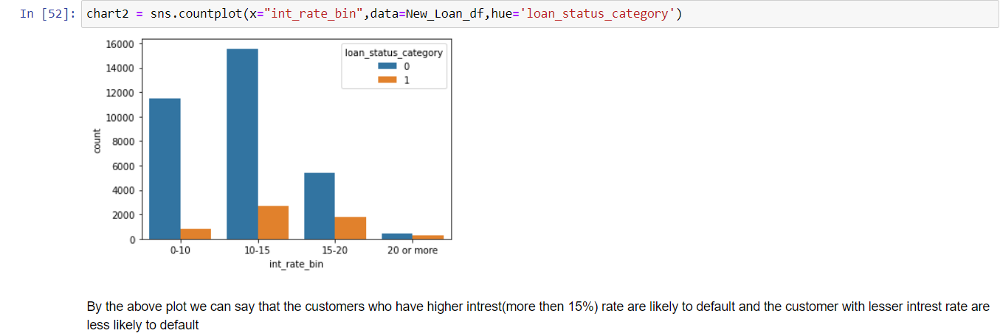 In [52]: chart2 = sns.countplot(x="int_rate_bin",data=New_Loan_df,hue='loan_status_category')
loan_status_category
0
1
16000
14000
12000
10000
8000
6000
4000
2000
0
count
0-10 10-15 15-20 20 or more
int_rate_bin
By the above plot we can say that the customers who have higher intrest(more then 15%) rate are likely to default and the customer with lesser intrest rate are
less likely to default